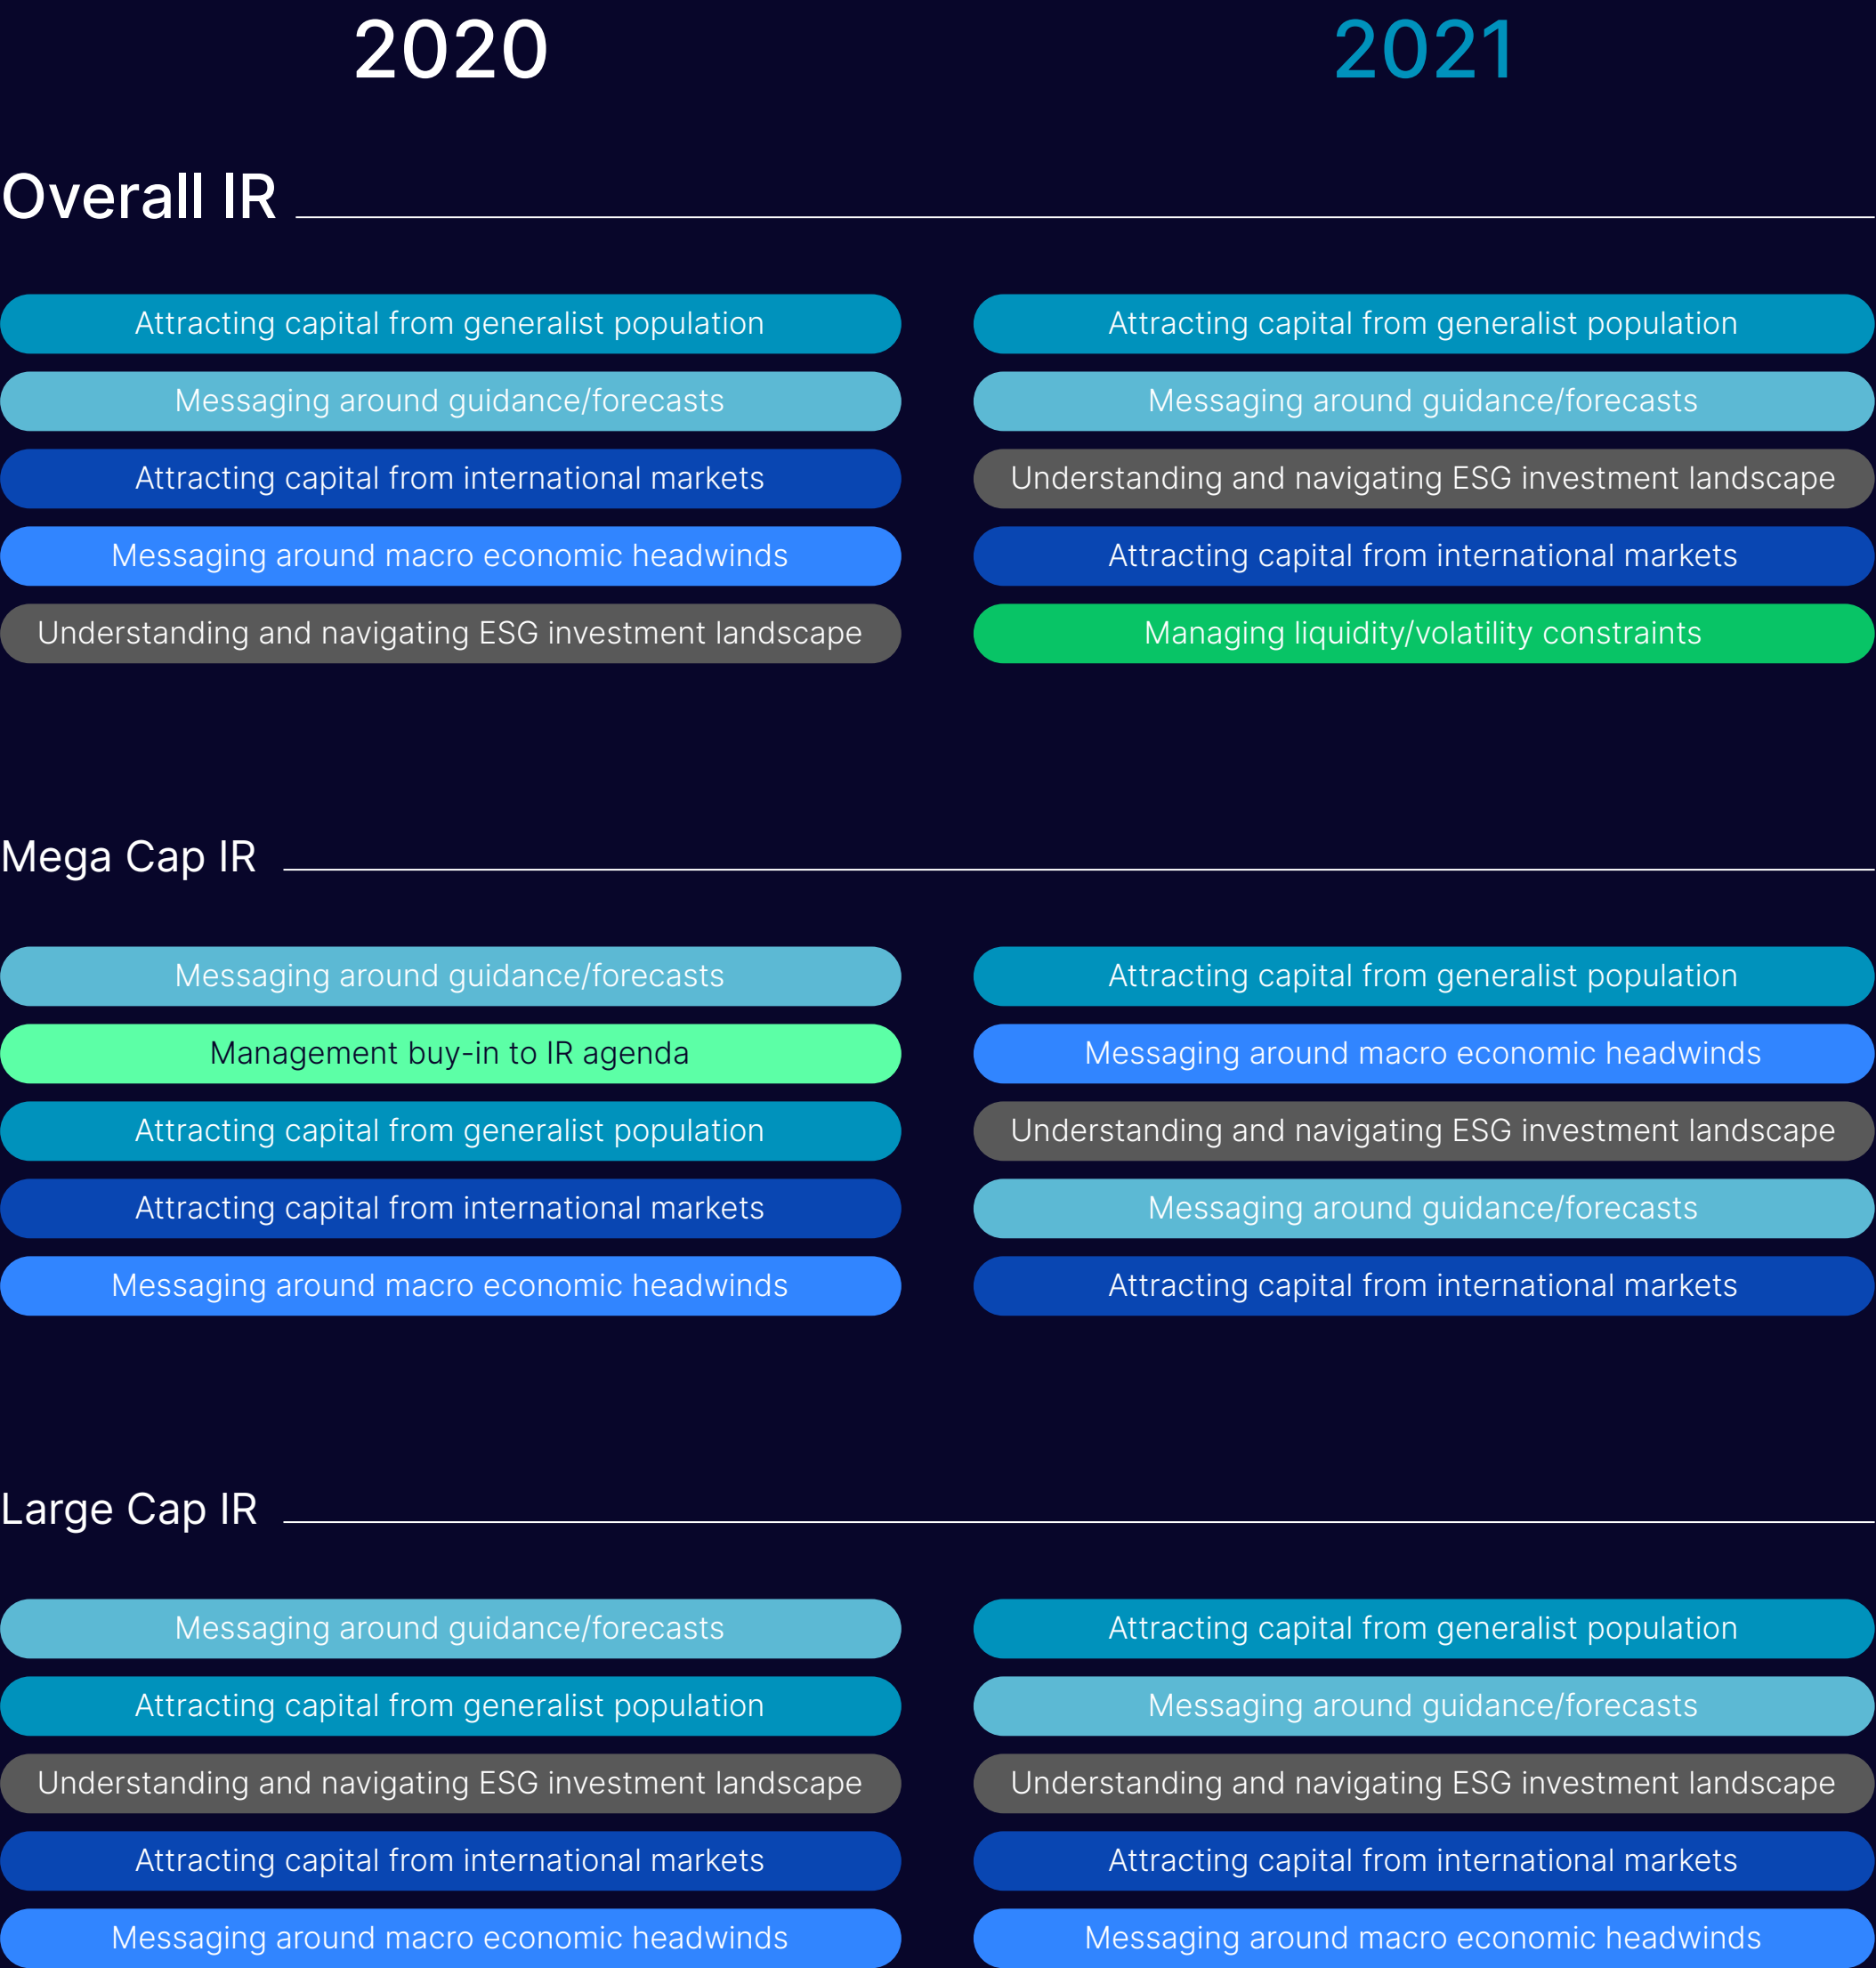 2020
2021
Overall IR
Attracting capital from generalist population
Attracting capital from generalist population
Messaging around guidance/forecasts
Messaging around guidance/forecasts
Attracting capital from international markets
Understanding and navigating ESG investment landscape
Messaging around macro economic headwinds
Attracting capital from international markets
Understanding and navigating ESG investment landscape
Managing liquidity/volatility constraints
Mega Cap IR
Messaging around guidance/forecasts
Attracting capital from generalist population
Management buy-in to IR agenda
Messaging around macro economic headwinds
Attracting capital from generalist population
Understanding and navigating ESG investment landscape
Attracting capital from international markets
Messaging around guidance/forecasts
Messaging around macro economic headwinds
Attracting capital from international markets
Large Cap IR
Messaging around guidance/forecasts
Attracting capital from generalist population
Attracting capital from generalist population
Messaging around guidance/forecasts
Understanding and navigating ESG investment landscape
Understanding and navigating ESG investment landscape
Attracting capital from international markets
Attracting capital from international markets
Messaging around macro economic headwinds
Messaging around macro economic headwinds